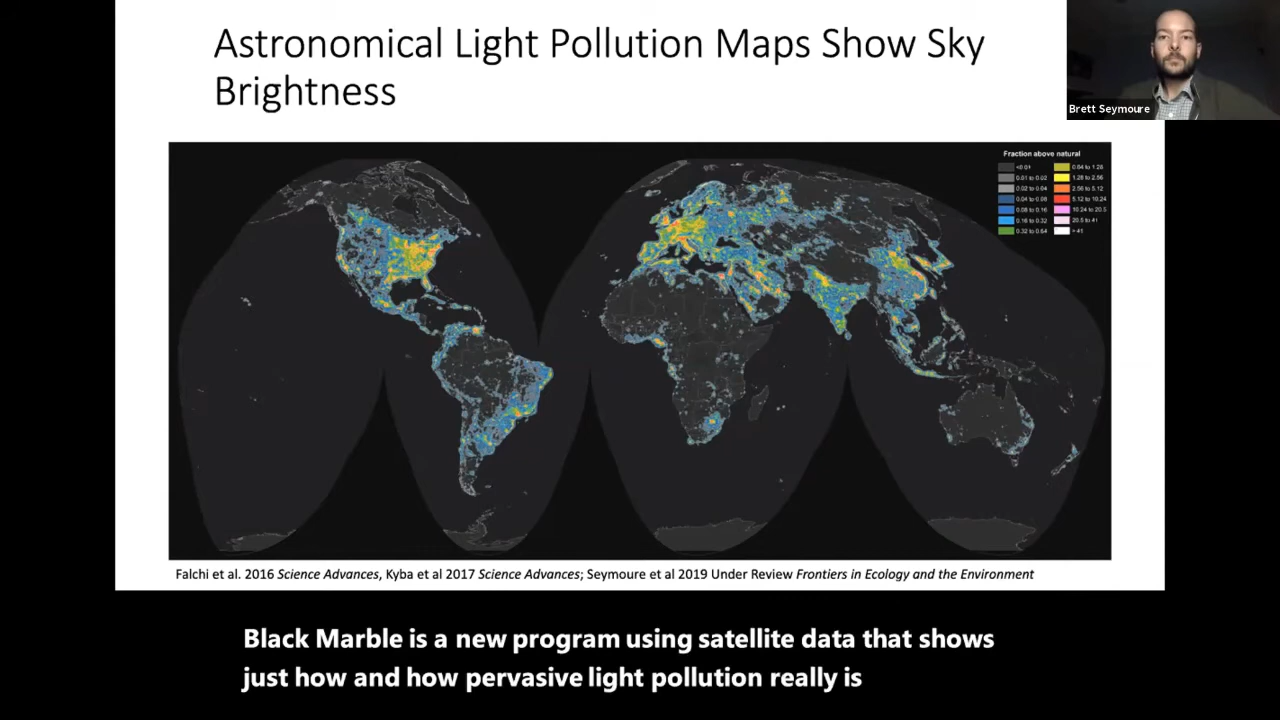 Astronomical Light Pollution Maps Show Sky
Brightness
Brett Seymoure
Fraction above natural
<0.01
0.01 to 0.02
0.02 to 0.04
0.04 to 0.08
0.08 to 0.16
0.16 to 0.32
0.32 to 0.64
0.64 to 1.28
1.28 to 2.56
2.56 to 5.12
5.12 to 10.24
10.24 to 20.5
20.5 to 41
>41
Falchi et al. 2016 Science Advances, Kyba et al 2017 Science Advances; Seymoure et al 2019 Under Review Frontiers in Ecology and the Environment
Black Marble is a new program using satellite data that shows
just how and how pervasive light pollution really is